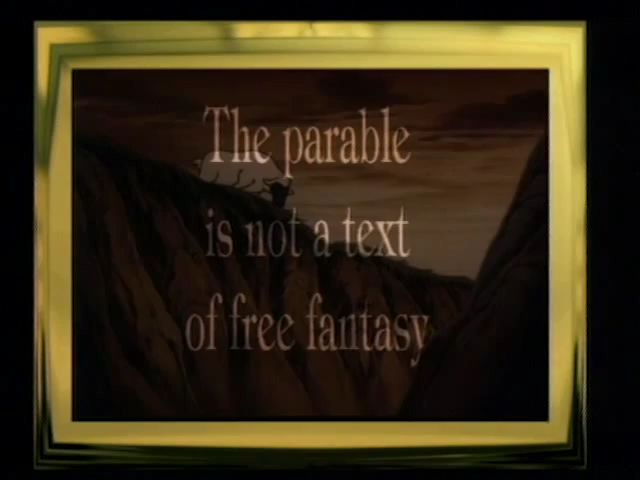 The parable
is not a text
of free fantasy